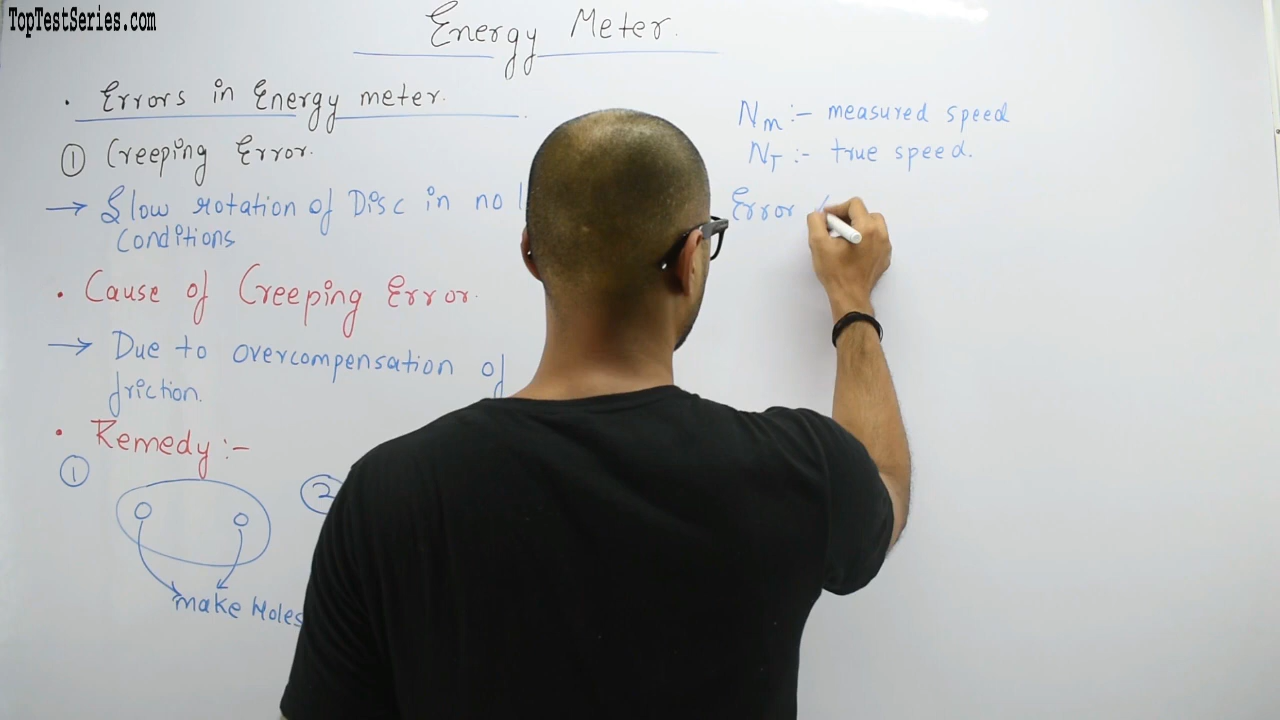 TopTestSeries.com
Energy Meter.
• Errors in Energy meter.
① Creeping Error.
→ Slow rotation of Disc in no
conditions
• Cause of Creeping Error.
→ Due to overcompensation of
friction.
• Remedy :-
① ②
make Holes
Nm :- measured speed
NT :- true speed.
Error